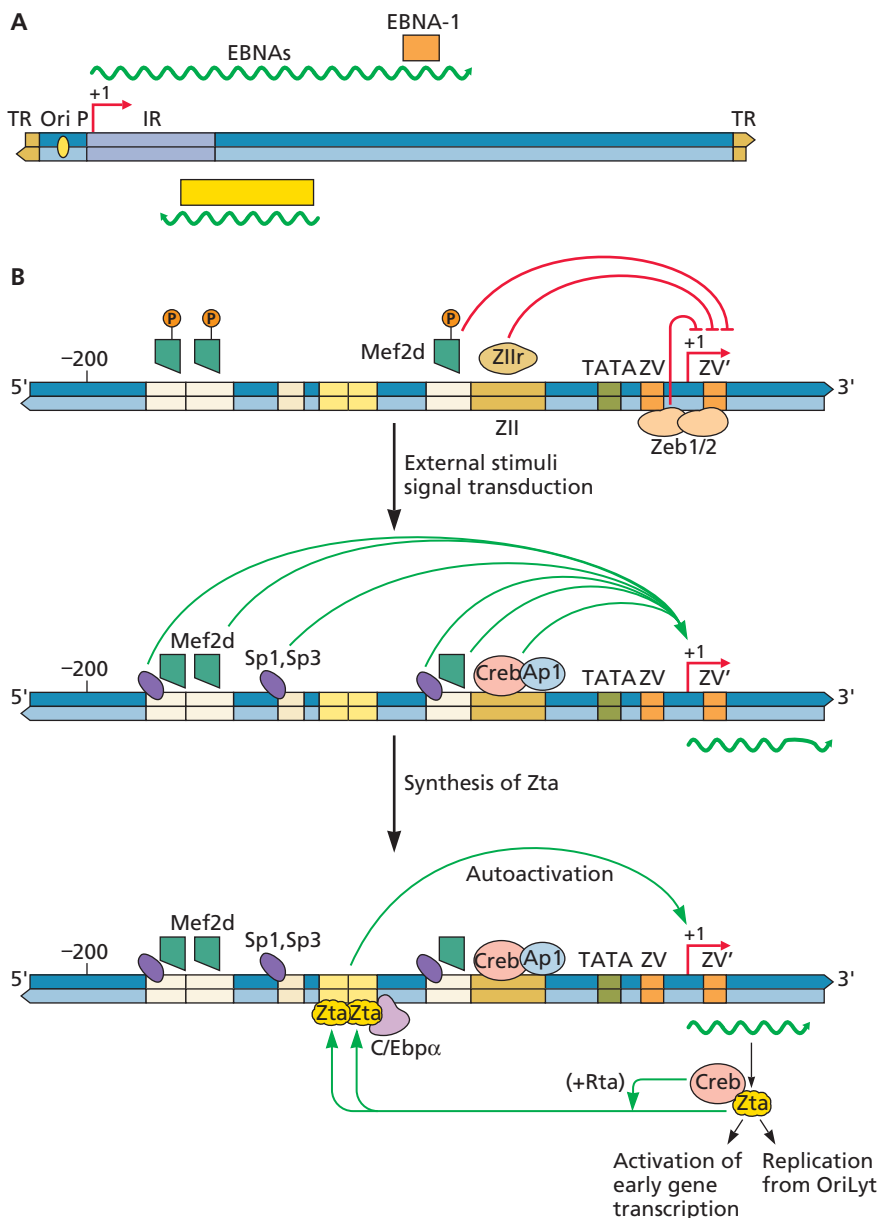 A
EBNA-1
EBNAs
+1
TR Ori P IR TR
B
P P P
Mef2d ZIIr
–200 TATA ZV +1 ZV'
5' 3'
ZII Zeb1/2
External stimuli
signal transduction
Mef2d Sp1,Sp3
–200 Creb Ap1 TATA ZV +1 ZV'
5' 3'
Synthesis of Zta
Autoactivation
Mef2d Sp1,Sp3
–200 Creb Ap1 TATA ZV +1 ZV'
5' 3'
Zta Zta
C/Ebpα
(+Rta) Creb
Zta
Activation of
early gene
transcription
Replication
from OriLyt